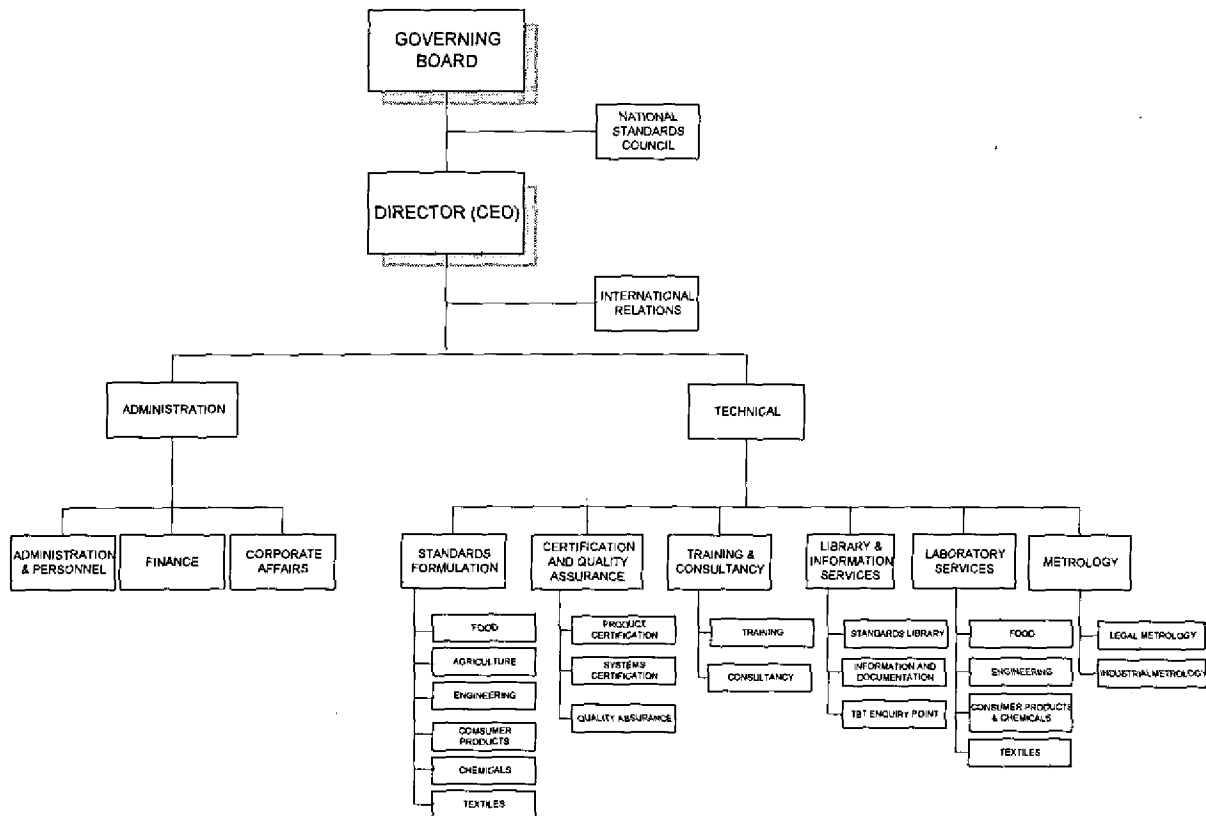 GOVERNING
BOARD
NATIONAL
STANDARDS
COUNCIL
DIRECTOR (CEO)
INTERNATIONAL
RELATIONS
ADMINISTRATION
TECHNICAL
ADMINISTRATION
& PERSONNEL
FINANCE
CORPORATE
AFFAIRS
STANDARDS
FORMULATION
CERTIFICATION
AND QUALITY
ASSURANCE
TRAINING &
CONSULTANCY
LIBRARY &
INFORMATION
SERVICES
LABORATORY
SERVICES
METROLOGY
FOOD
AGRICULTURE
ENGINEERING
COMSUMER
PRODUCTS
CHEMICALS
TEXTILES
PRODUCT
CERTIFICATION
SYSTEMS
CERTIFICATION
QUALITY ASSURANCE
TRAINING
CONSULTANCY
STANDARDS LIBRARY
INFORMATION AND
DOCUMENTATION
TBT ENQUIRY POINT
FOOD
ENGINEERING
CONSUMER PRODUCTS
& CHEMICALS
TEXTILES
LEGAL METROLOGY
INDUSTRIAL METROLOGY